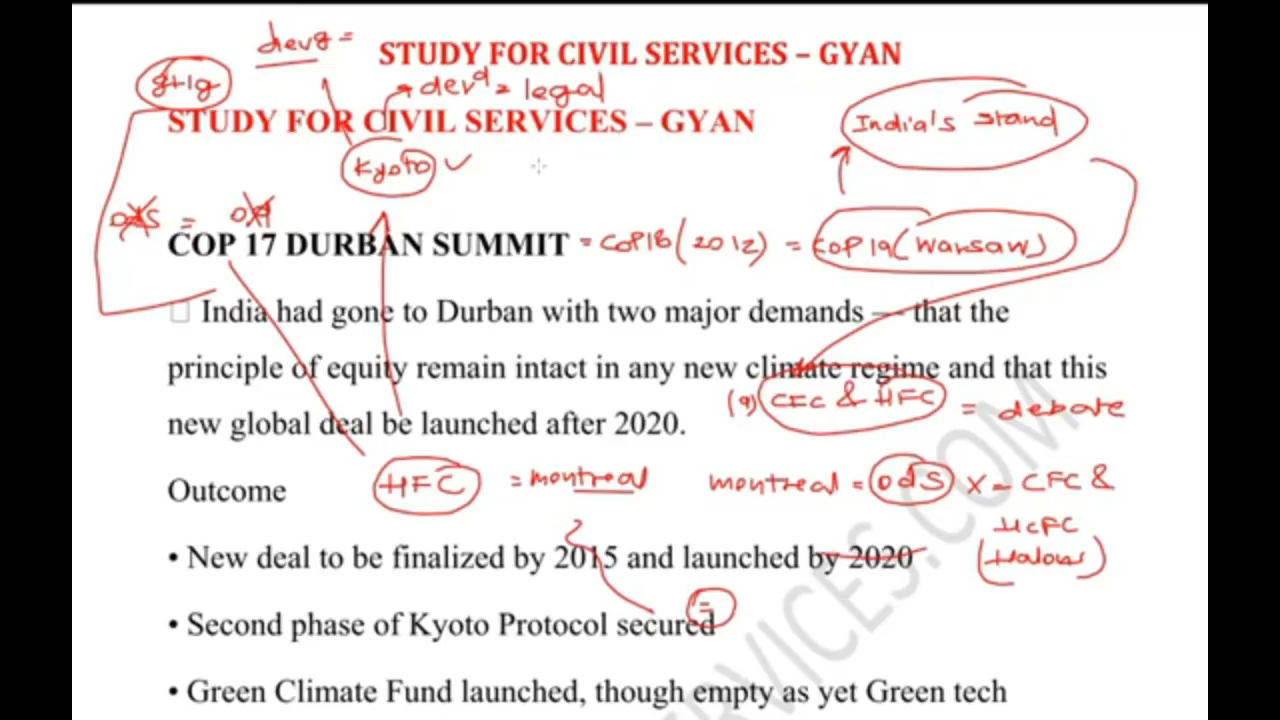 devg =
STUDY FOR CIVIL SERVICES – GYAN
g+lg
devd = legal
STUDY FOR CIVIL SERVICES – GYAN
India's stand
Kyoto
ods =
COP 17 DURBAN SUMMIT = COP18 (2012) = COP19 (Warsaw)
India had gone to Durban with two major demands — that the
principle of equity remain intact in any new climate regime and that this
(9) CFC & HFC = debate
new global deal be launched after 2020.
HFC = montreal montreal = ods x – CFC &
Outcome
HCFC
• New deal to be finalized by 2015 and launched by 2020
(Halons)
=
• Second phase of Kyoto Protocol secured
• Green Climate Fund launched, though empty as yet Green tech
SERVICES.COM